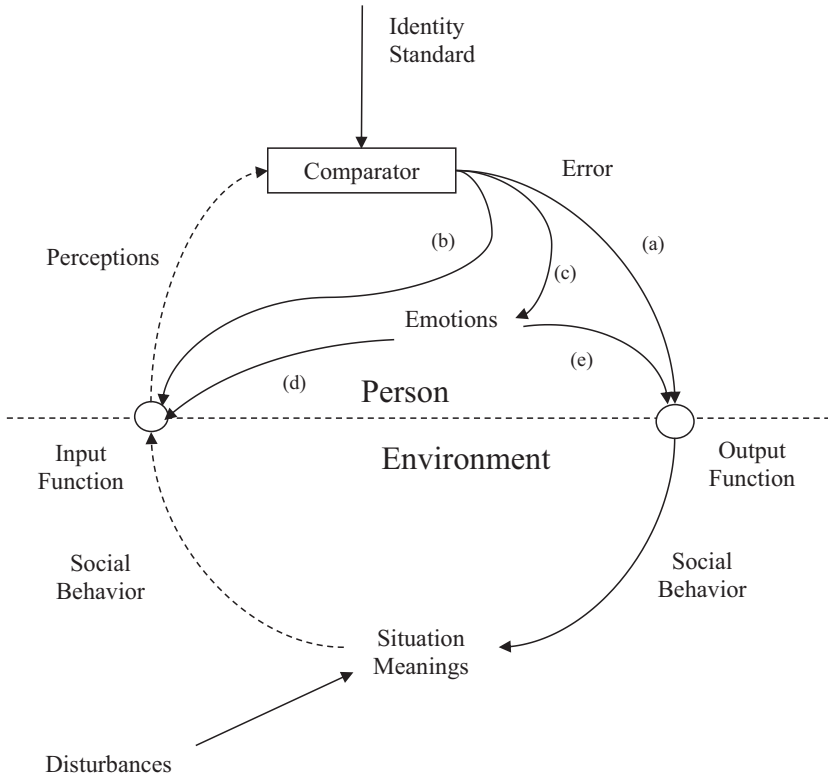 Identity
Standard
Comparator
Error
(b)
(a)
Perceptions
(c)
Emotions
(d)
(e)
Person
Environment
Input
Function
Output
Function
Social
Behavior
Social
Behavior
Situation
Meanings
Disturbances